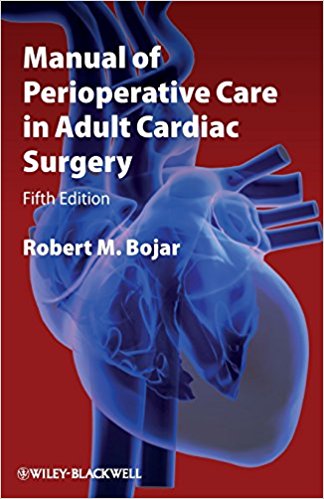 Manual of
Perioperative Care
in Adult Cardiac
Surgery
Fifth Edition
Robert M. Bojar
WILEY-BLACKWELL